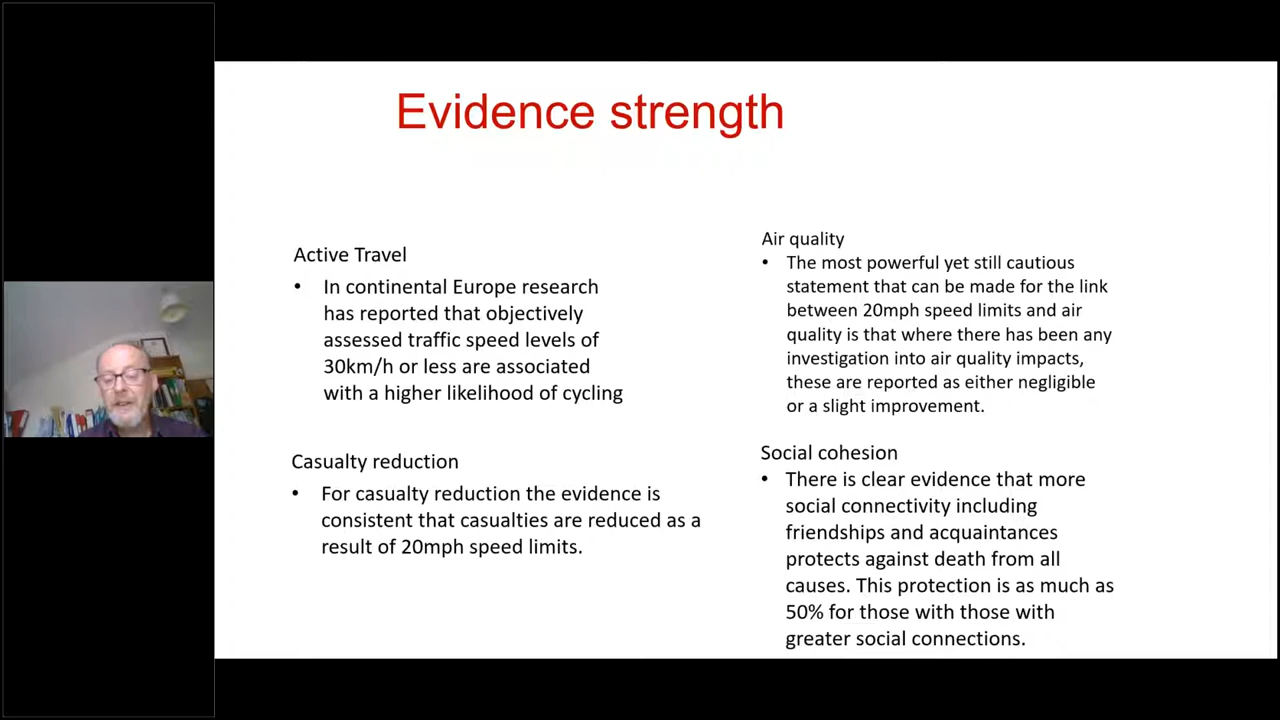 Evidence strength
Active Travel
• In continental Europe research
has reported that objectively
assessed traffic speed levels of
30km/h or less are associated
with a higher likelihood of cycling
Casualty reduction
• For casualty reduction the evidence is
consistent that casualties are reduced as a
result of 20mph speed limits.
Air quality
• The most powerful yet still cautious
statement that can be made for the link
between 20mph speed limits and air
quality is that where there has been any
investigation into air quality impacts,
these are reported as either negligible
or a slight improvement.
Social cohesion
• There is clear evidence that more
social connectivity including
friendships and acquaintances
protects against death from all
causes. This protection is as much as
50% for those with those with
greater social connections.